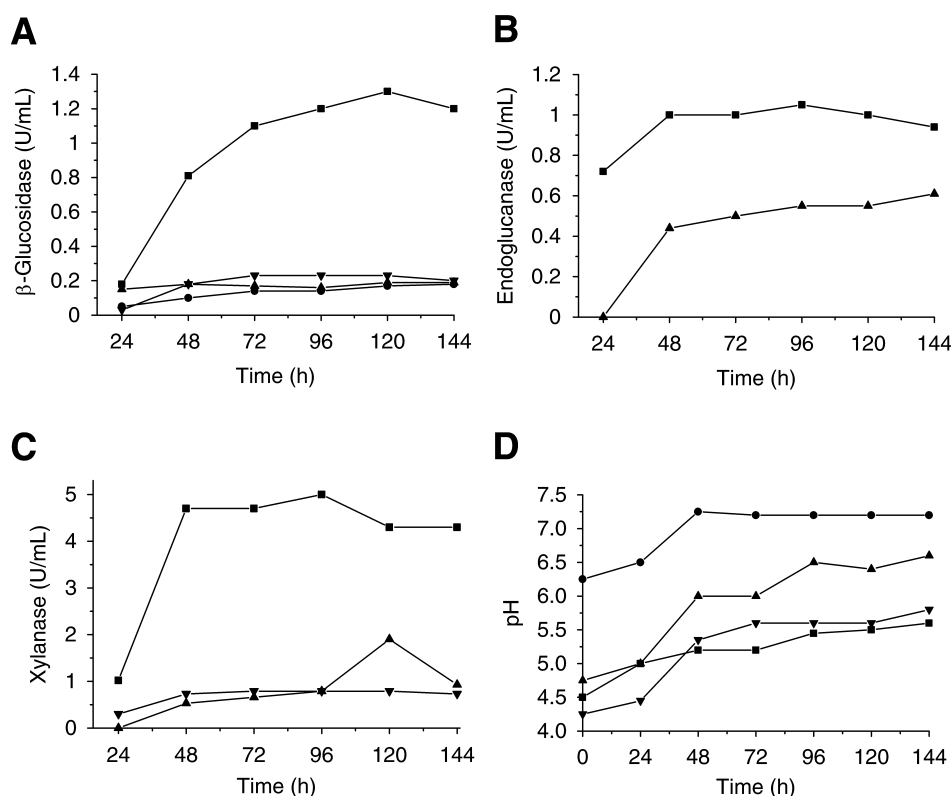 A
β-Glucosidase (U/mL)
1.4
1.2
1
0.8
0.6
0.4
0.2
0
24 48 72 96 120 144
Time (h)
B
Endoglucanase (U/mL)
1.2
1
0.8
0.6
0.4
0.2
0
24 48 72 96 120 144
Time (h)
C
Xylanase (U/mL)
5
4
3
2
1
0
24 48 72 96 120 144
Time (h)
D
pH
7.5
7.0
6.5
6.0
5.5
5.0
4.5
4.0
0 24 48 72 96 120 144
Time (h)